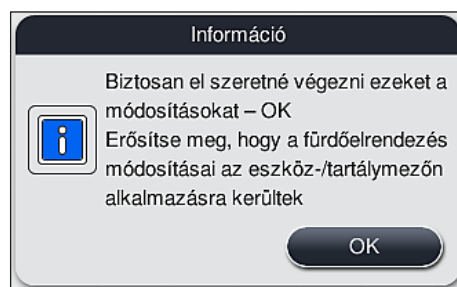 Információ
Biztosan el szeretné végezni ezeket a
módosításokat – OK
Erősítse meg, hogy a fürdőelrendezés
módosításai az eszköz-/tartálymezőn
alkalmazásra kerültek
OK